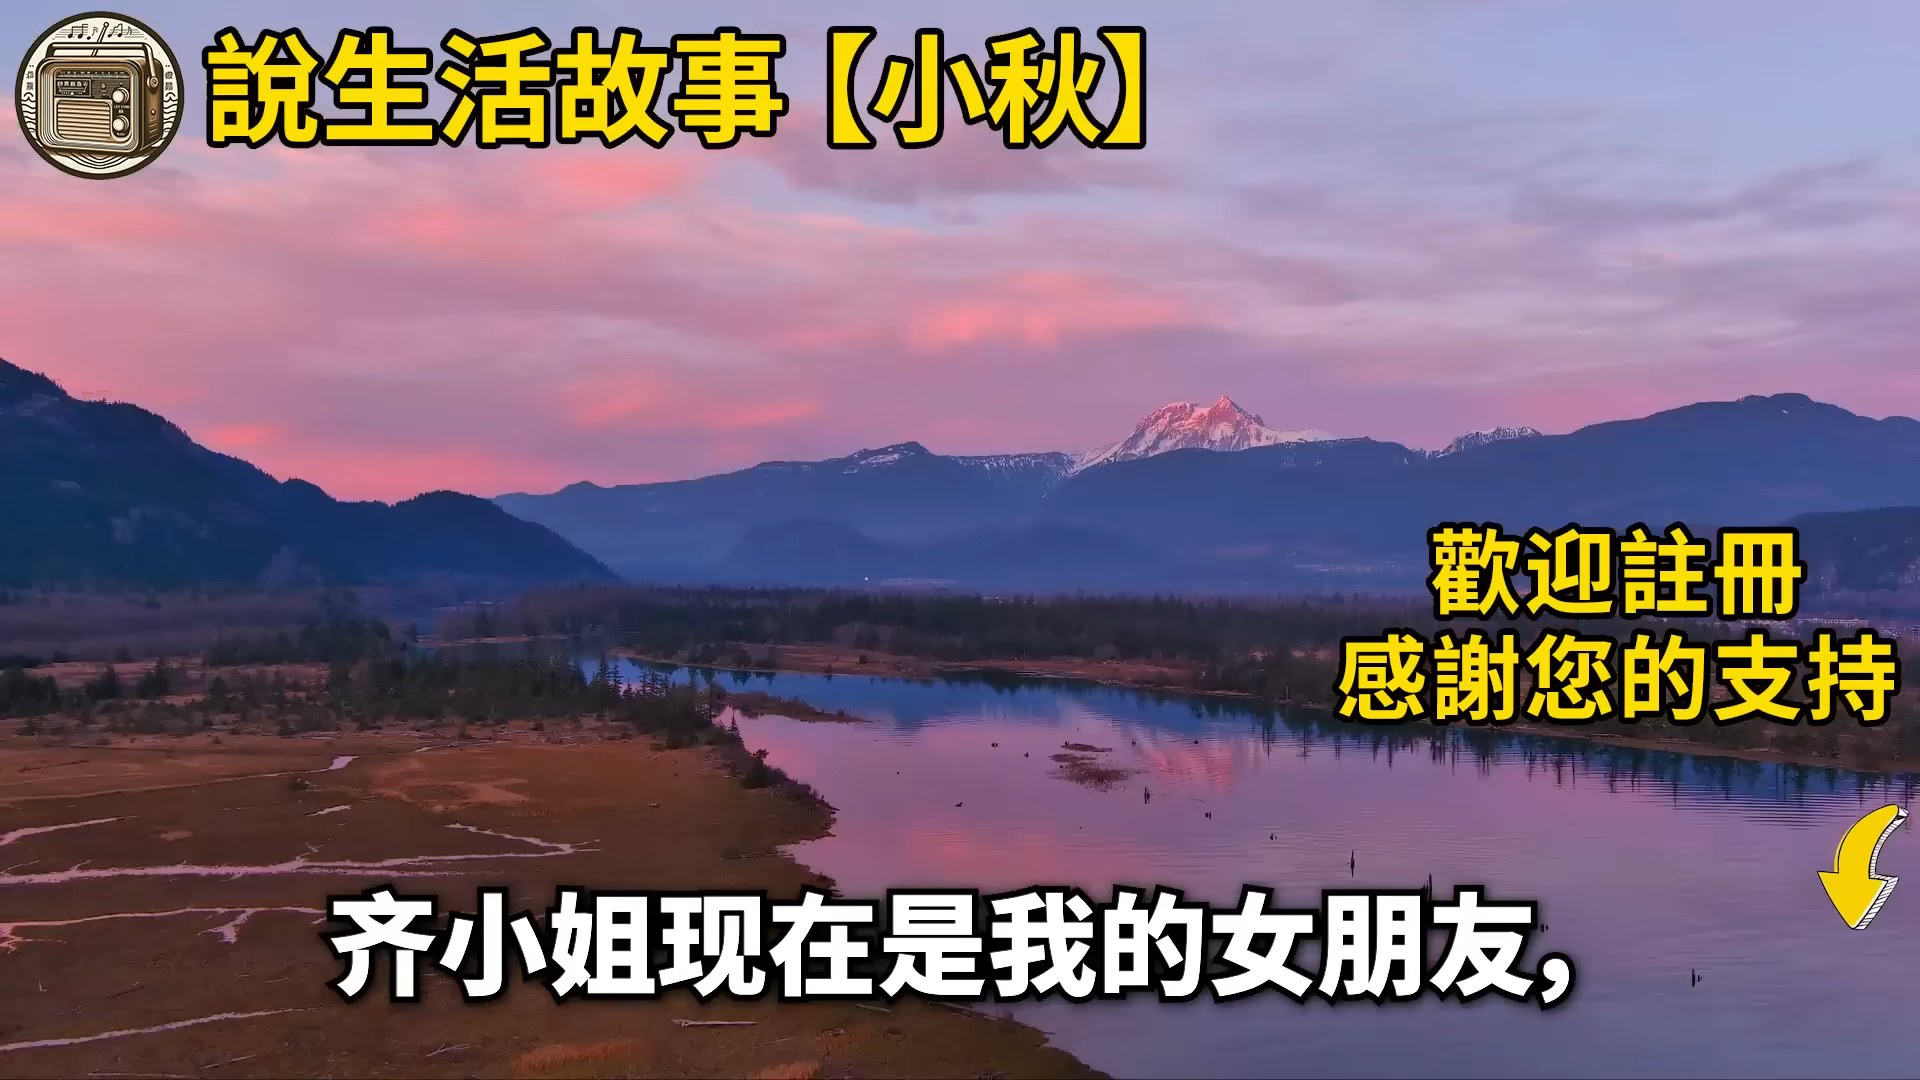 說生活故事【小秋】
歡迎註冊
感謝您的支持
齐小姐现在是我的女朋友,